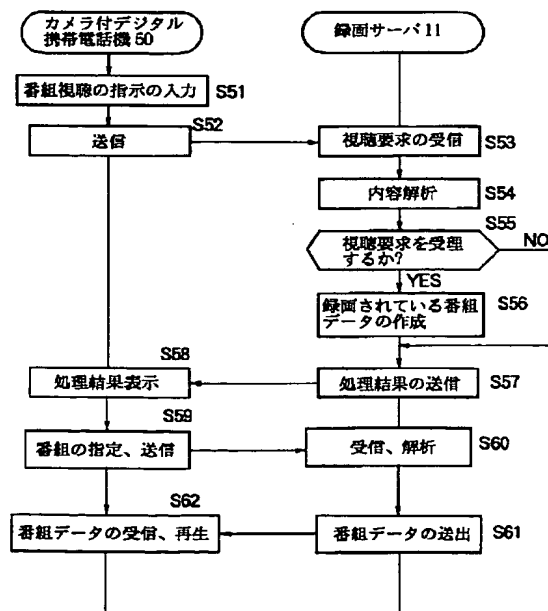 カメラ付デジタル
携帯電話機 50
録画サーバ 11
番組視聴の指示の入力
S51
S52
送信
視聴要求の受信
S53
内容解析
S54
S55
視聴要求を受理
するか?
NO
YES
録画されている番組
データの作成
S56
S58
処理結果表示
処理結果の送信
S57
S59
番組の指定、送信
受信、解析
S60
S62
番組データの受信、再生
番組データの送出
S61